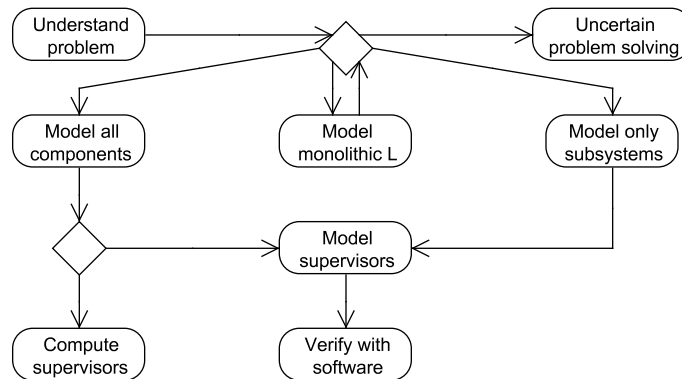 Understand
problem
Uncertain
problem solving
Model all
components
Model
monolithic L
Model only
subsystems
Model
supervisors
Compute
supervisors
Verify with
software